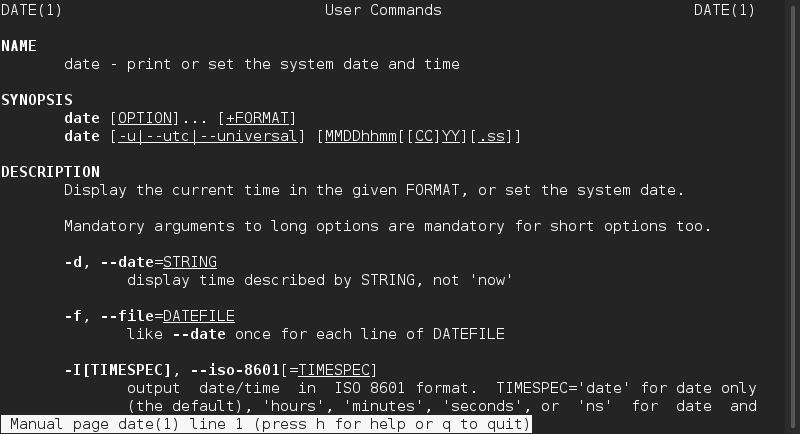 DATE(1) User Commands DATE(1)
NAME
date - print or set the system date and time
SYNOPSIS
date [OPTION]... [+FORMAT]
date [-u|--utc|--universal] [MMDDhhmm[[CC]YY][.ss]]
DESCRIPTION
Display the current time in the given FORMAT, or set the system date.
Mandatory arguments to long options are mandatory for short options too.
-d, --date=STRING
display time described by STRING, not 'now'
-f, --file=DATEFILE
like --date once for each line of DATEFILE
-I[TIMESPEC], --iso-8601[=TIMESPEC]
output date/time in ISO 8601 format. TIMESPEC='date' for date only
(the default), 'hours', 'minutes', 'seconds', or 'ns' for date and
Manual page date(1) line 1 (press h for help or q to quit)